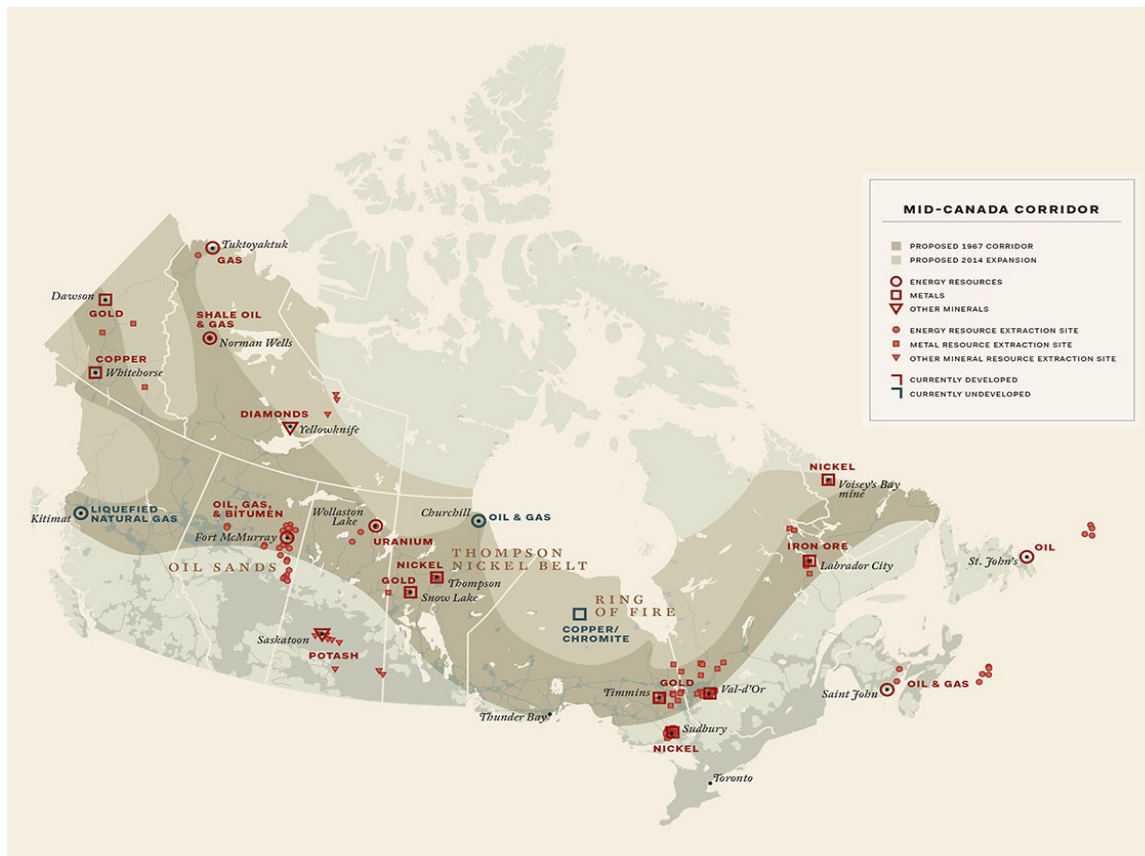 MID-CANADA CORRIDOR
PROPOSED 1967 CORRIDOR
PROPOSED 2014 EXPANSION
ENERGY RESOURCES
METALS
OTHER MINERALS
ENERGY RESOURCE EXTRACTION SITE
METAL RESOURCE EXTRACTION SITE
OTHER MINERAL RESOURCE EXTRACTION SITE
CURRENTLY DEVELOPED
CURRENTLY UNDEVELOPED
Tuktoyaktuk
GAS
Dawson
GOLD
SHALE OIL
& GAS
Norman Wells
COPPER
Whitehorse
DIAMONDS
Yellowknife
NICKEL
Voisey's Bay
mine
Kitimat
LIQUEFIED
NATURAL GAS
OIL, GAS,
& BITUMEN
Fort McMurray
OIL SANDS
Wollaston
Lake
URANIUM
Churchill
OIL & GAS
THOMPSON
NICKEL BELT
NICKEL
Thompson
GOLD
Snow Lake
IRON ORE
Labrador City
OIL
St. John's
RING
OF FIRE
COPPER/
CHROMITE
Saskatoon
POTASH
GOLD
Timmins
Val-d'Or
Saint John
OIL & GAS
Thunder Bay
Sudbury
NICKEL
Toronto